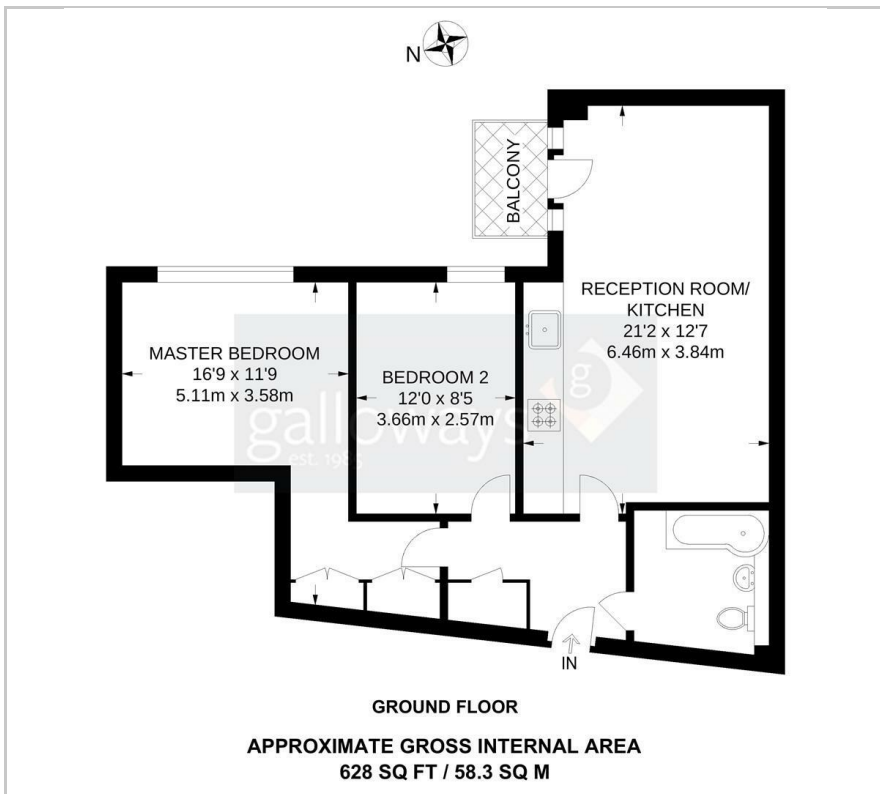 N
BALCONY
RECEPTION ROOM/
KITCHEN
21'2 x 12'7
6.46m x 3.84m
MASTER BEDROOM
16'9 x 11'9
5.11m x 3.58m
BEDROOM 2
12'0 x 8'5
3.66m x 2.57m
g
galloways
est. 1985
IN
GROUND FLOOR
APPROXIMATE GROSS INTERNAL AREA
628 SQ FT / 58.3 SQ M